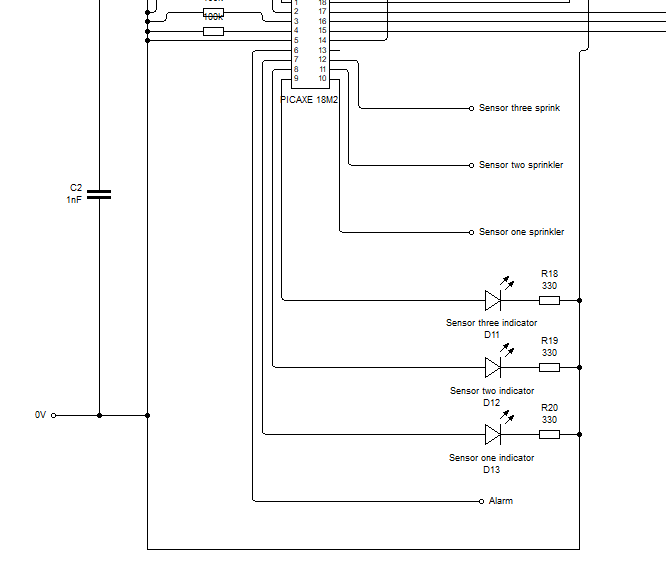 100k
1 18
2 17
3 16
4 15
5 14
6 13
7 12
8 11
9 10
PICAXE 18M2
Sensor three sprink
Sensor two sprinkler
C2
1nF
Sensor one sprinkler
R18
330
Sensor three indicator
D11
R19
330
Sensor two indicator
D12
R20
330
0V
Sensor one indicator
D13
Alarm